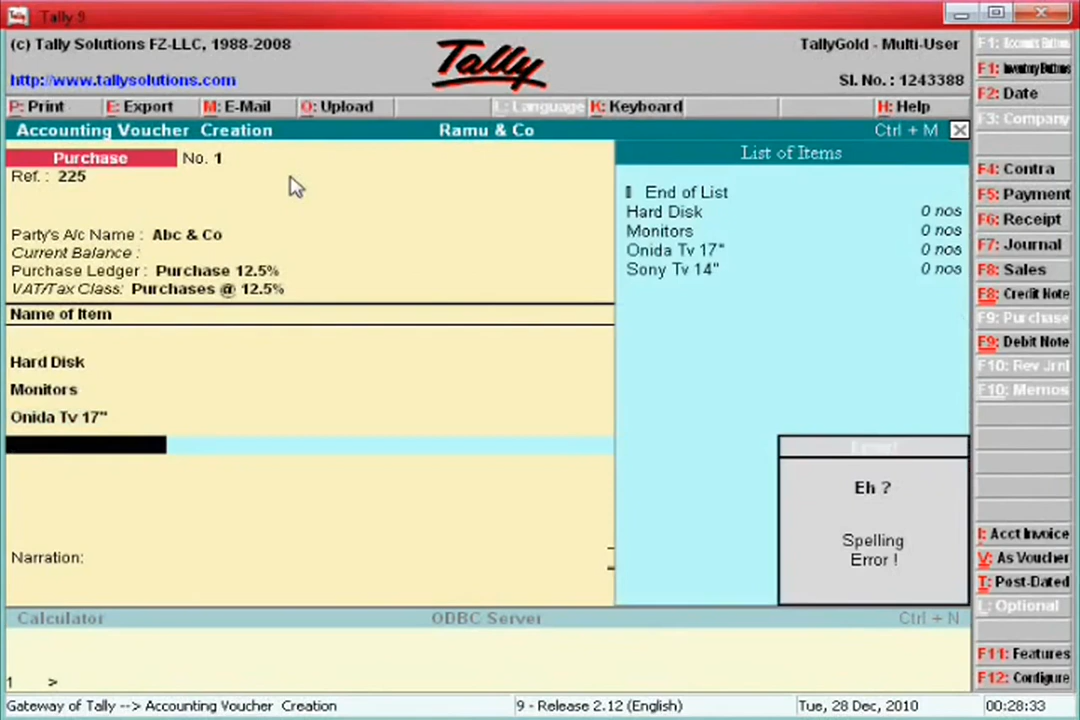 Tally 9
(c) Tally Solutions FZ-LLC, 1988-2008
http://www.tallysolutions.com
Tally
TallyGold - Multi-User
Sl. No. : 1243388
P: Print
E: Export
M: E-Mail
O: Upload
L: Language
K: Keyboard
H: Help
Accounting Voucher Creation
Ramu & Co
Ctrl + M
Purchase
No. 1
Ref. : 225
Party's A/c Name : Abc & Co
Current Balance :
Purchase Ledger : Purchase 12.5%
VAT/Tax Class: Purchases @ 12.5%
Name of Item
Hard Disk
Monitors
Onida Tv 17"
Narration:
List of Items
End of List
Hard Disk 0 nos
Monitors 0 nos
Onida Tv 17" 0 nos
Sony Tv 14" 0 nos
Eh ?
Spelling
Error !
F1: Accounts Buttons
F1: Inventory Buttons
F2: Date
F3: Company
F4: Contra
F5: Payment
F6: Receipt
F7: Journal
F8: Sales
F8: Credit Note
F9: Purchase
F9: Debit Note
F10: Rev Jrnl
F10: Memos
I: Acct Invoice
V: As Voucher
T: Post-Dated
L: Optional
F11: Features
F12: Configure
Calculator
ODBC Server
Ctrl + N
1 >
Gateway of Tally --> Accounting Voucher Creation
9 - Release 2.12 (English)
Tue, 28 Dec, 2010
00:28:33